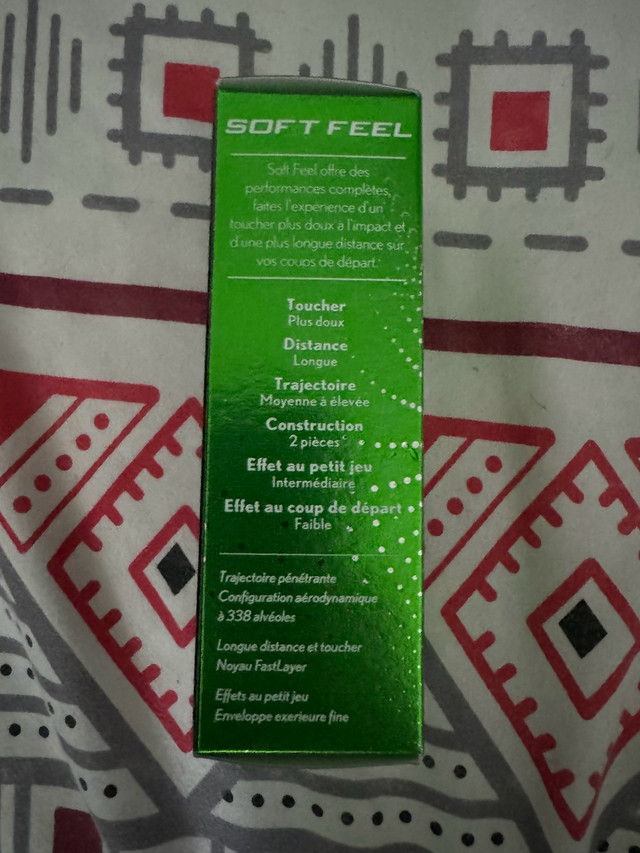 SOFT FEEL
Soft Feel offre des
performances complètes,
faites l'expérience d'un
toucher plus doux à l'impact et
d'une plus longue distance sur
vos coups de départ.
Toucher
Plus doux
Distance
Longue
Trajectoire
Moyenne à élevée
Construction
2 pièces
Effet au petit jeu
Intermédiaire
Effet au coup de départ
Faible
Trajectoire pénétrante
Configuration aérodynamique
à 338 alvéoles
Longue distance et toucher
Noyau FastLayer
Effets au petit jeu
Enveloppe exerieure fine